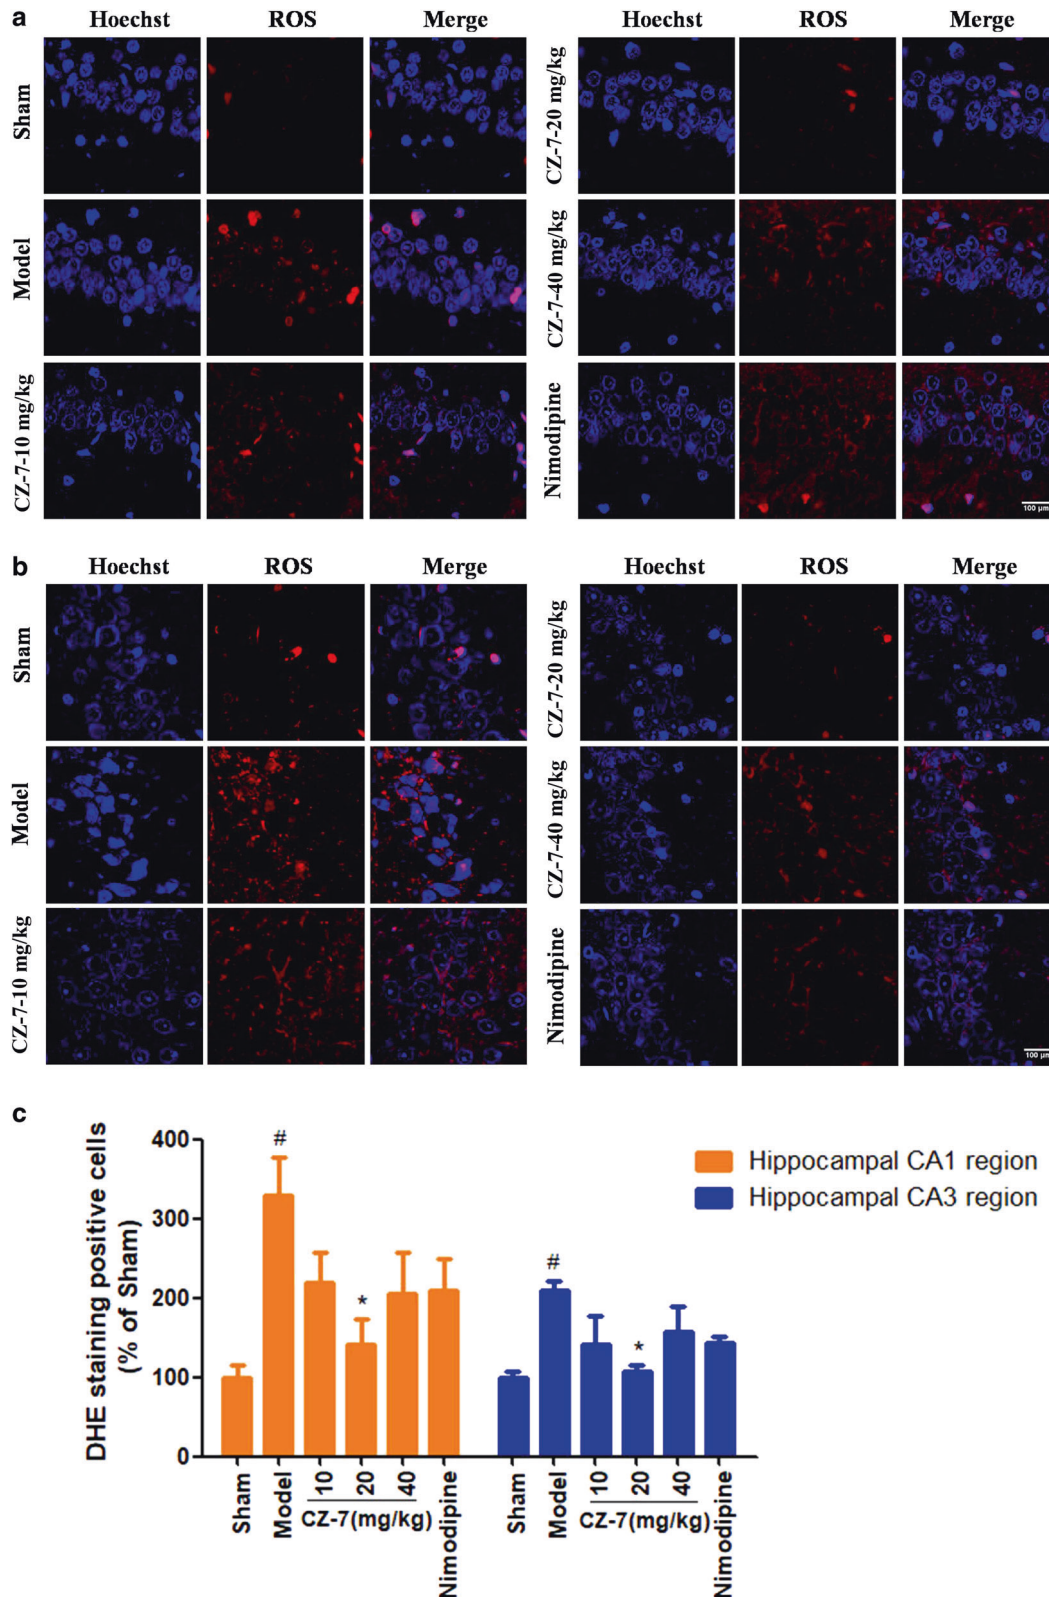 a
Hoechst ROS Merge
Hoechst ROS Merge
Sham
Model
CZ-7-10 mg/kg
CZ-7-20 mg/kg
CZ-7-40 mg/kg
Nimodipine
100 μm
b
Hoechst ROS Merge
Hoechst ROS Merge
Sham
Model
CZ-7-10 mg/kg
CZ-7-20 mg/kg
CZ-7-40 mg/kg
Nimodipine
100 μm
c
DHE staining positive cells
(% of Sham)
400
300
200
100
0
#
*
#
*
Hippocampal CA1 region
Hippocampal CA3 region
Sham Model 10 20 40 Nimodipine
CZ-7(mg/kg)
Sham Model 10 20 40 Nimodipine
CZ-7(mg/kg)